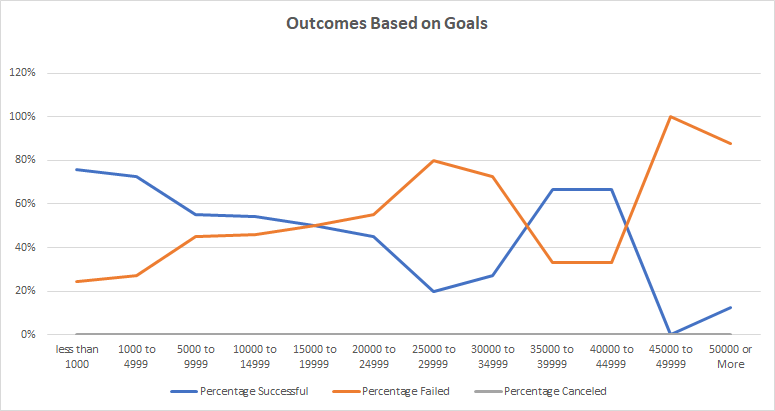 Outcomes Based on Goals
120%
100%
80%
60%
40%
20%
0%
less than
1000
1000 to
4999
5000 to
9999
10000 to
14999
15000 to
19999
20000 to
24999
25000 to
29999
30000 to
34999
35000 to
39999
40000 to
44999
45000 to
49999
50000 or
More
Percentage Successful
Percentage Failed
Percentage Canceled